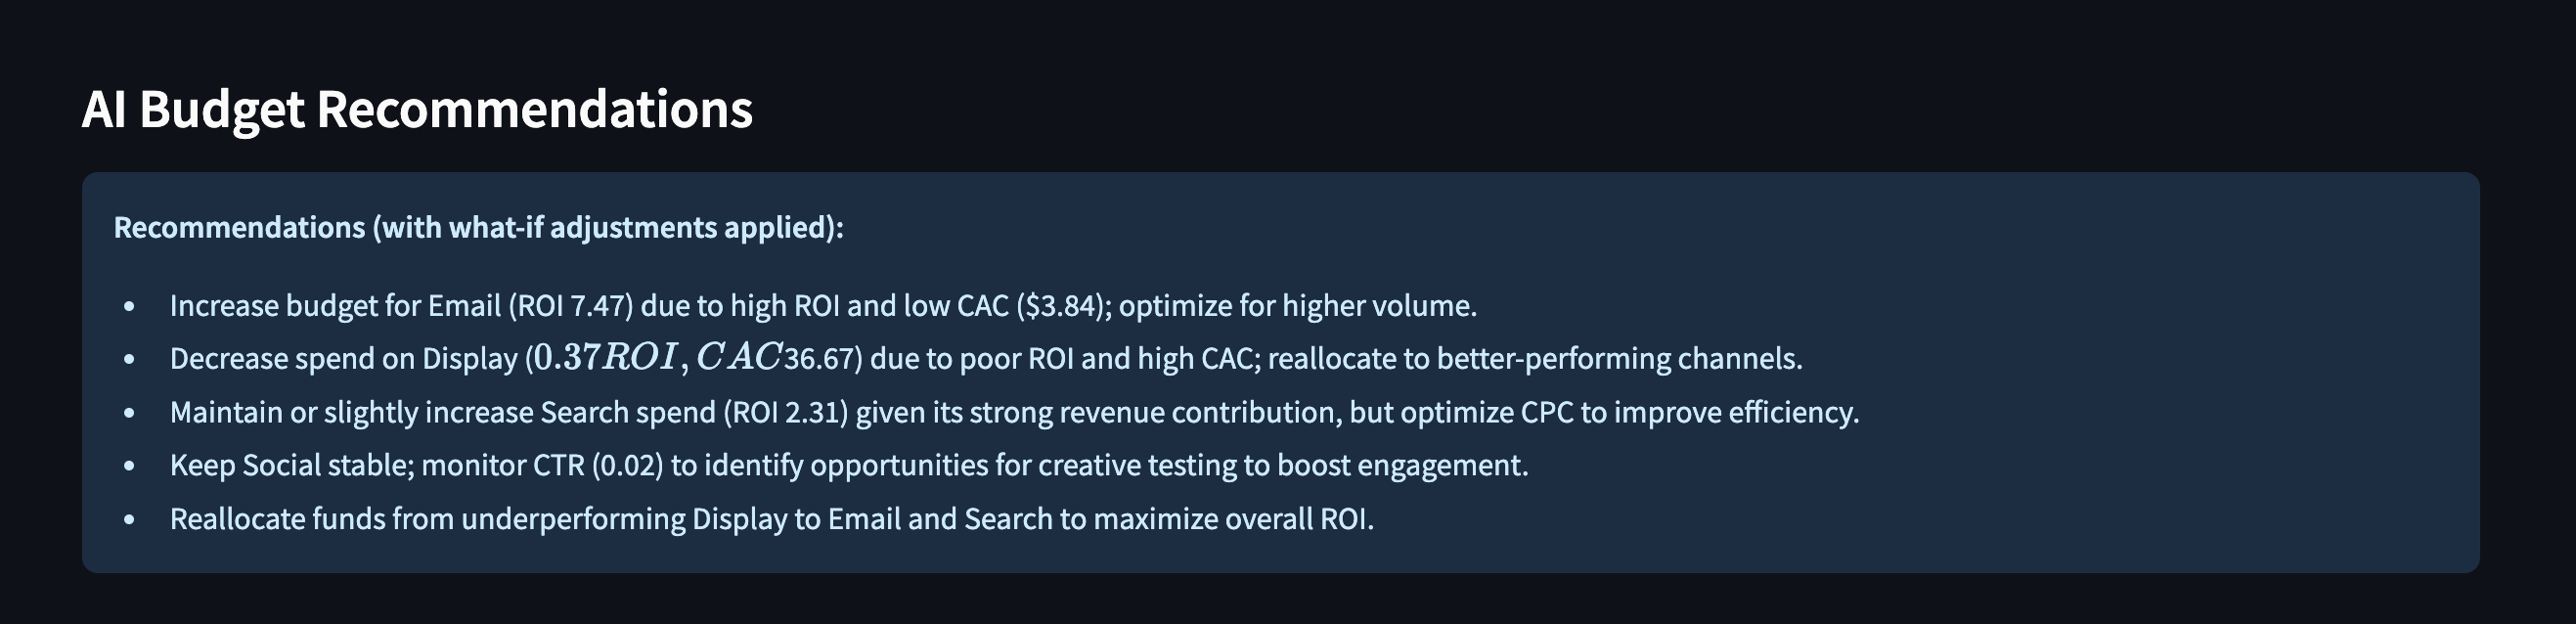 AI Budget Recommendations
Recommendations (with what-if adjustments applied):
• Increase budget for Email (ROI 7.47) due to high ROI and low CAC ($3.84); optimize for higher volume.
• Decrease spend on Display (0.37ROI, CAC36.67) due to poor ROI and high CAC; reallocate to better-performing channels.
• Maintain or slightly increase Search spend (ROI 2.31) given its strong revenue contribution, but optimize CPC to improve efficiency.
• Keep Social stable; monitor CTR (0.02) to identify opportunities for creative testing to boost engagement.
• Reallocate funds from underperforming Display to Email and Search to maximize overall ROI.